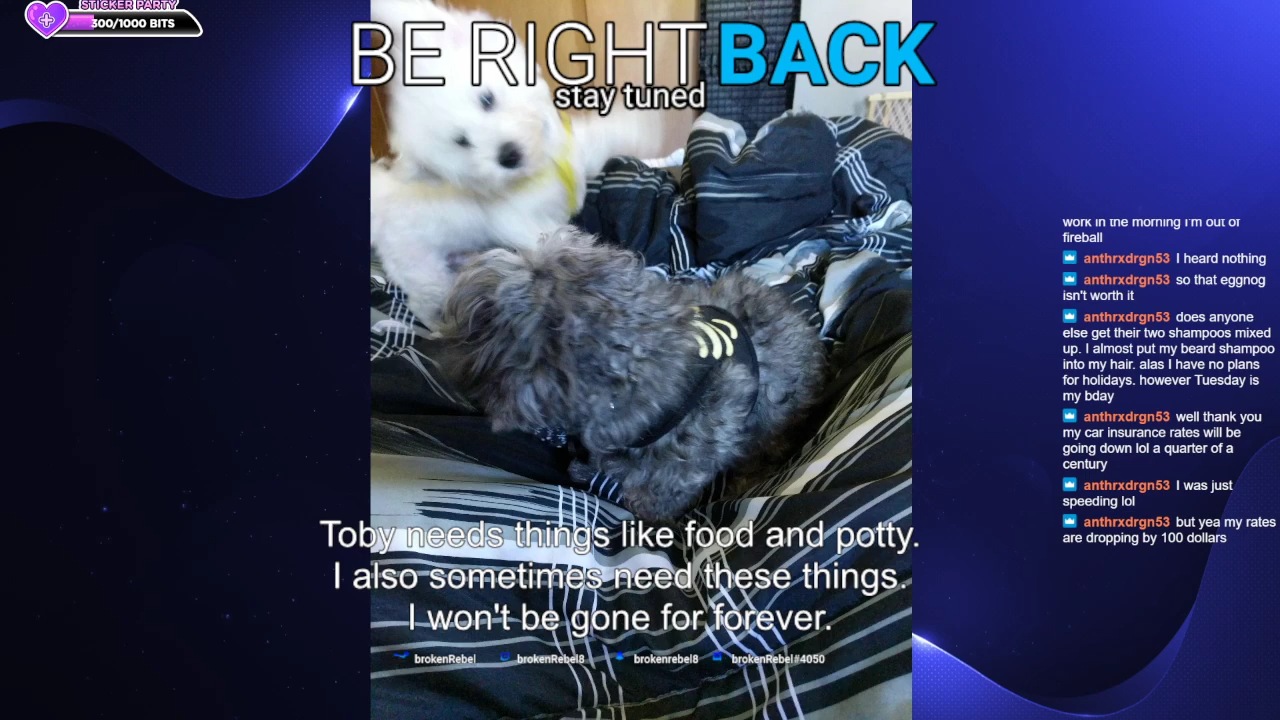 STICKER PARTY
300/1000 BITS
BE RIGHT BACK
stay tuned
work in the morning I'm out of
fireball
anthrxdrgn53 I heard nothing
anthrxdrgn53 so that eggnog
isn't worth it
anthrxdrgn53 does anyone
else get their two shampoos mixed
up. I almost put my beard shampoo
into my hair. alas I have no plans
for holidays. however Tuesday is
my bday
anthrxdrgn53 well thank you
my car insurance rates will be
going down lol a quarter of a
century
anthrxdrgn53 I was just
speeding lol
anthrxdrgn53 but yea my rates
are dropping by 100 dollars
Toby needs things like food and potty.
I also sometimes need these things.
I won't be gone for forever.
brokenRebel brokenRebel8 brokenrebel8 brokenRebel#4050